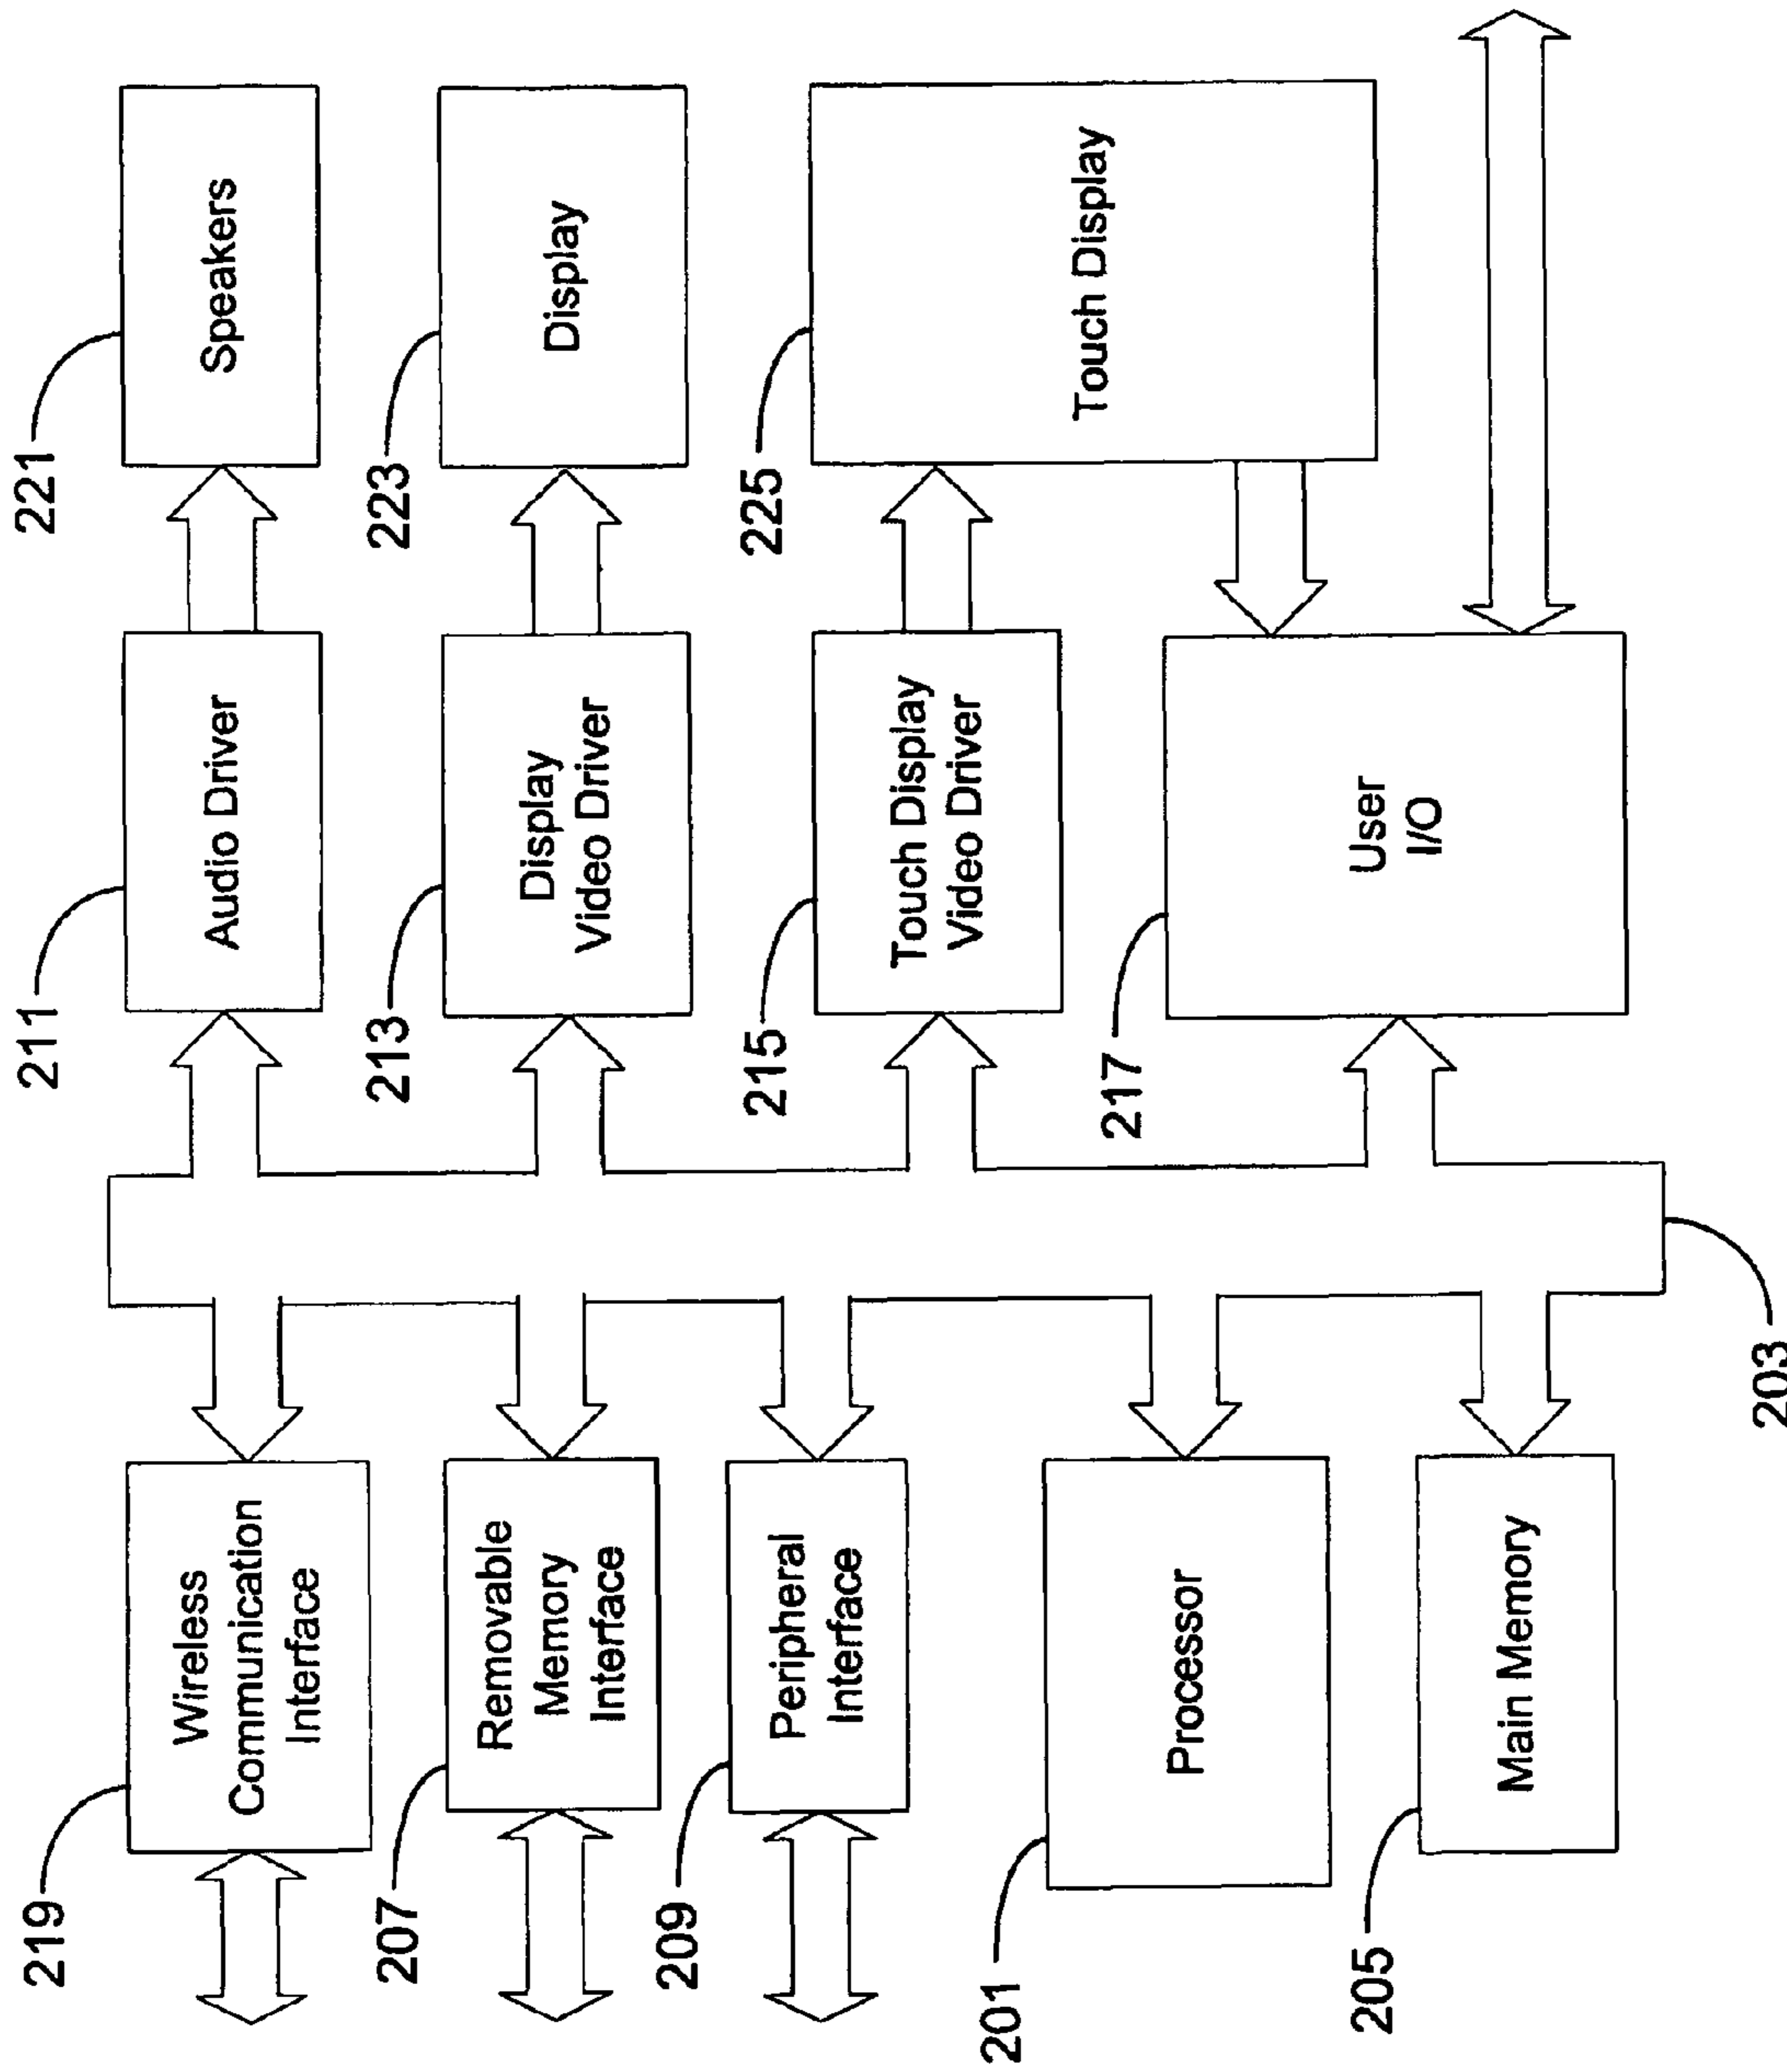 219
Wireless
Communication
Interface
207
Removable
Memory
Interface
209
Peripheral
Interface
201
Processor
205
Main Memory
203
211
Audio Driver
213
Display
Video Driver
215
Touch Display
Video Driver
217
User
I/O
221
Speakers
223
Display
225
Touch Display